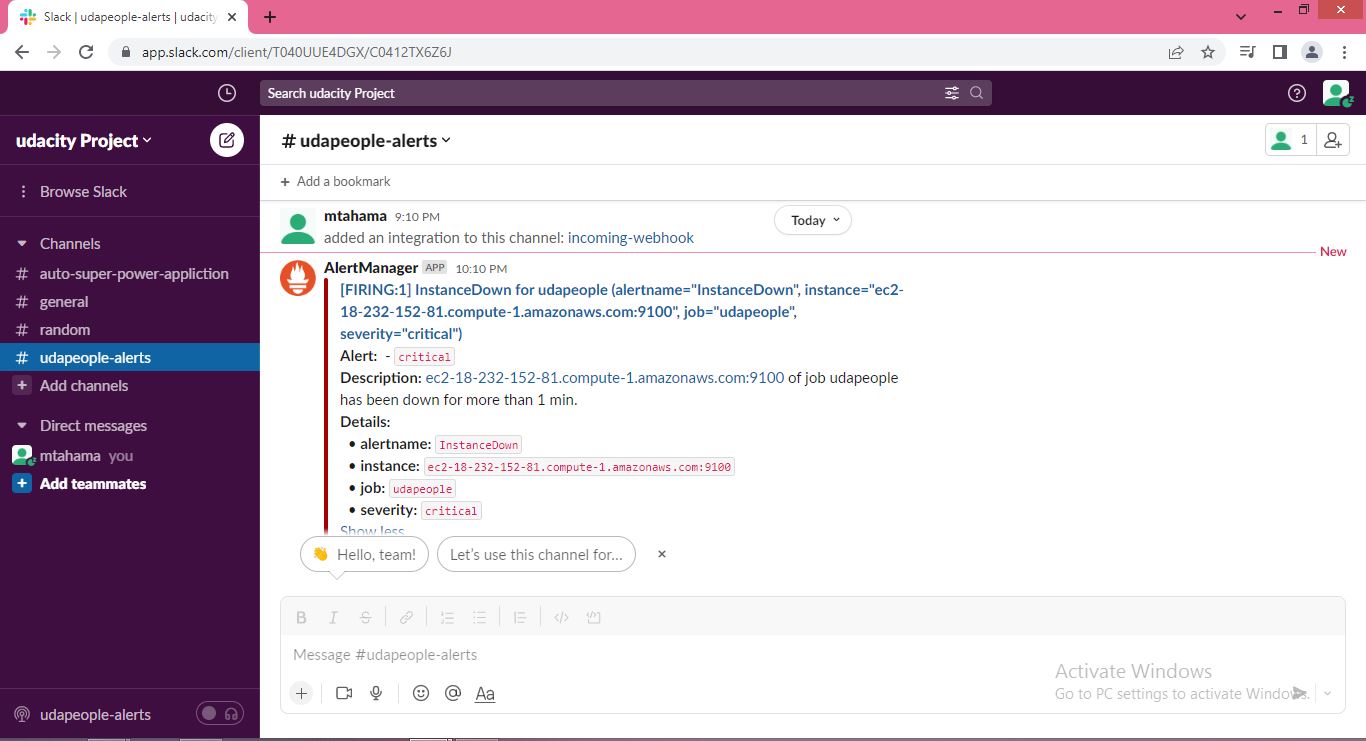 Slack | udapeople-alerts | udacity
app.slack.com/client/T040UUE4DGX/C0412TX6Z6J
Search udacity Project
udacity Project
# udapeople-alerts
1
Browse Slack
+ Add a bookmark
Channels
# auto-super-power-appliction
# general
# random
# udapeople-alerts
+ Add channels
Direct messages
mtahama you
+ Add teammates
udapeople-alerts
mtahama 9:10 PM
Today
added an integration to this channel: incoming-webhook
New
AlertManager APP 10:10 PM
[FIRING:1] InstanceDown for udapeople (alertname="InstanceDown", instance="ec2-
18-232-152-81.compute-1.amazonaws.com:9100", job="udapeople",
severity="critical")
Alert: - critical
Description: ec2-18-232-152-81.compute-1.amazonaws.com:9100 of job udapeople
has been down for more than 1 min.
Details:
• alertname: InstanceDown
• instance: ec2-18-232-152-81.compute-1.amazonaws.com:9100
• job: udapeople
• severity: critical
Show less
👋 Hello, team!
Let's use this channel for...
Message #udapeople-alerts
Aa
Activate Windows
Go to PC settings to activate Windows.